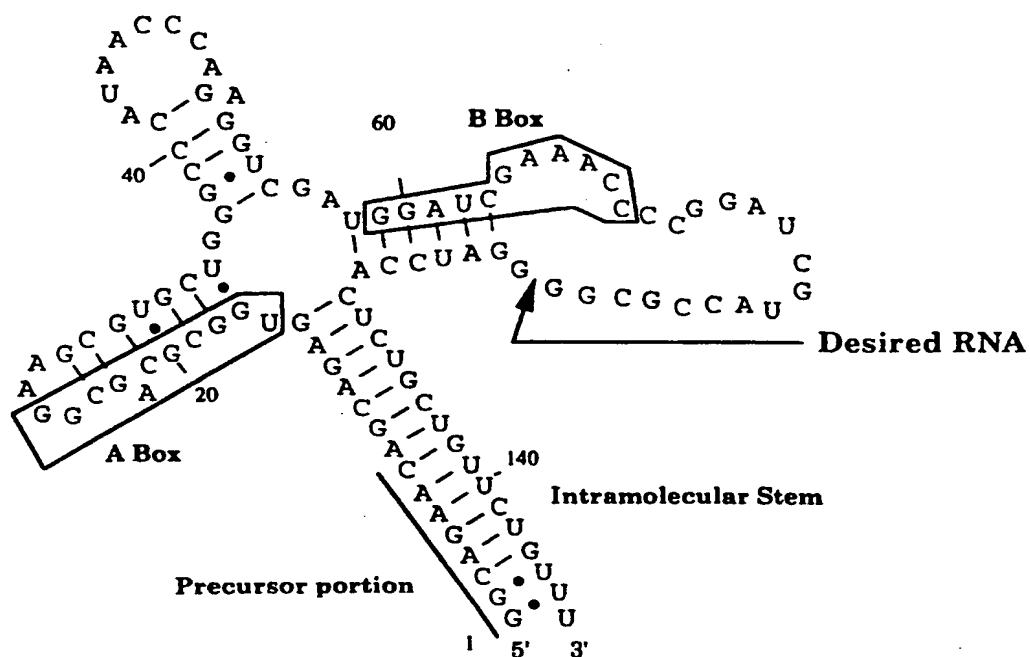 A A G C G U G C U G G G C C C A U A A C C C A G A G G U C G A U
G G A U C G A A A C C C C G G A U C G
U A C C G C G G G G A U C C A
C U C U G C U G U U C U G U U U
G G C G A C G C G G U
G A G A C G A C A A G A C G G
40
60
B Box
Desired RNA
20
A Box
140
Intramolecular Stem
Precursor portion
1 5' 3'